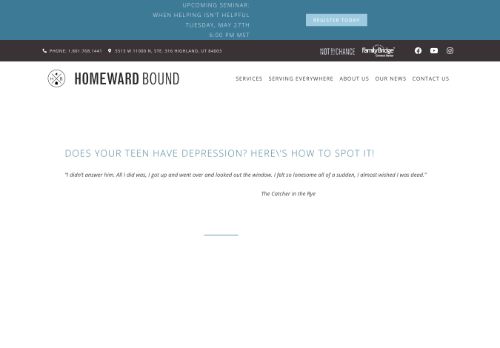 UPCOMING SEMINAR:
WHEN HELPING ISN'T HELPFUL
TUESDAY, MAY 27TH
6:00 PM MST
REGISTER TODAY
PHONE: 1.801.768.1441
5313 W 11000 N, STE. 316 HIGHLAND, UT 84003
NOT BY CHANCE
FamilyBridge
HOMEWARD BOUND
SERVICES SERVING EVERYWHERE ABOUT US OUR NEWS CONTACT US
DOES YOUR TEEN HAVE DEPRESSION? HERE\'S HOW TO SPOT IT!
"I didn't answer him. All I did was, I got up and went over and looked out the window. I felt so lonesome all of a sudden, I almost wished I was dead."
The Catcher in the Rye